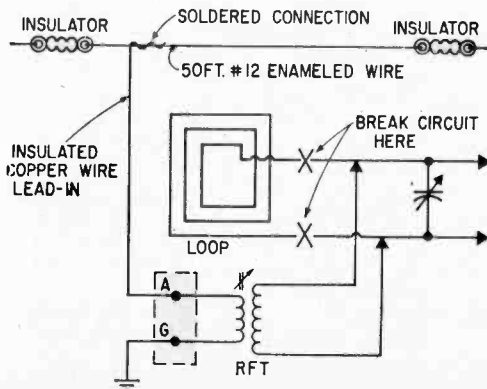 INSULATOR
SOLDERED CONNECTION
INSULATOR
50FT. #12 ENAMELED WIRE
BREAK CIRCUIT
HERE
INSULATED
COPPER WIRE
LEAD-IN
LOOP
A
G
RFT